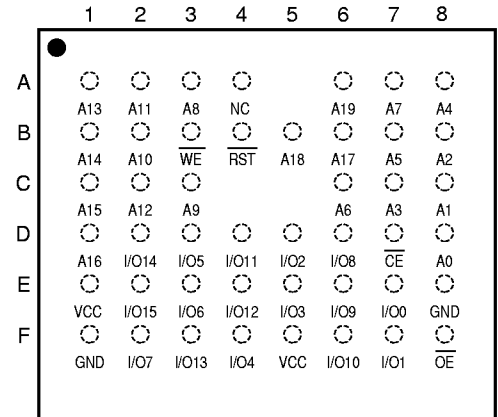 1 2 3 4 5 6 7 8
A
A13 A11 A8 NC A19 A7 A4
B
A14 A10 WE RST A18 A17 A5 A2
C
A15 A12 A9 A6 A3 A1
D
A16 I/O14 I/O5 I/O11 I/O2 I/O8 CE A0
E
VCC I/O15 I/O6 I/O12 I/O3 I/O9 I/O0 GND
F
GND I/O7 I/O13 I/O4 VCC I/O10 I/O1 OE